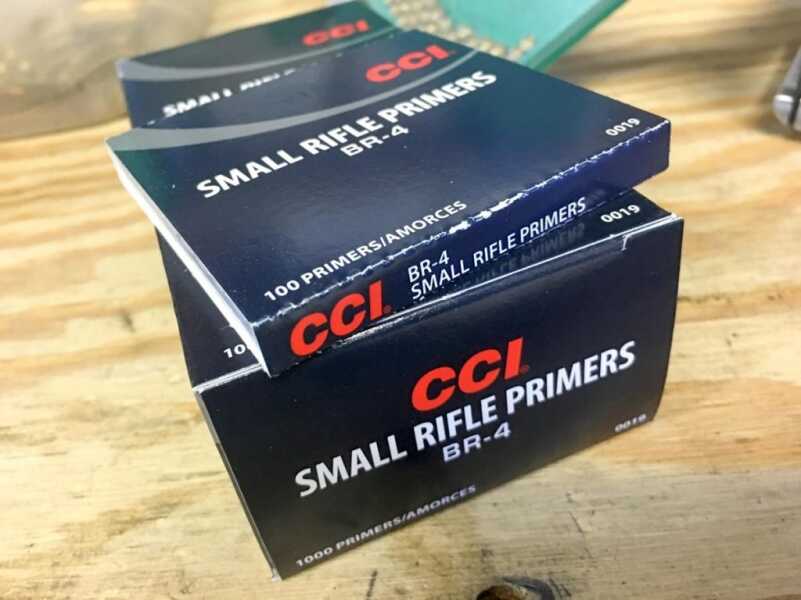 CCI
CCI
SMALL RIFLE
SMALL RIFLE PRIMERS
BR-4
0019
100 PRIMERS/AMORCES
CCI
BR-4
SMALL RIFLE PRIMERS
0019
10
CCI
SMALL RIFLE PRIMERS
BR-4
0019
1000 PRIMERS/AMORCES